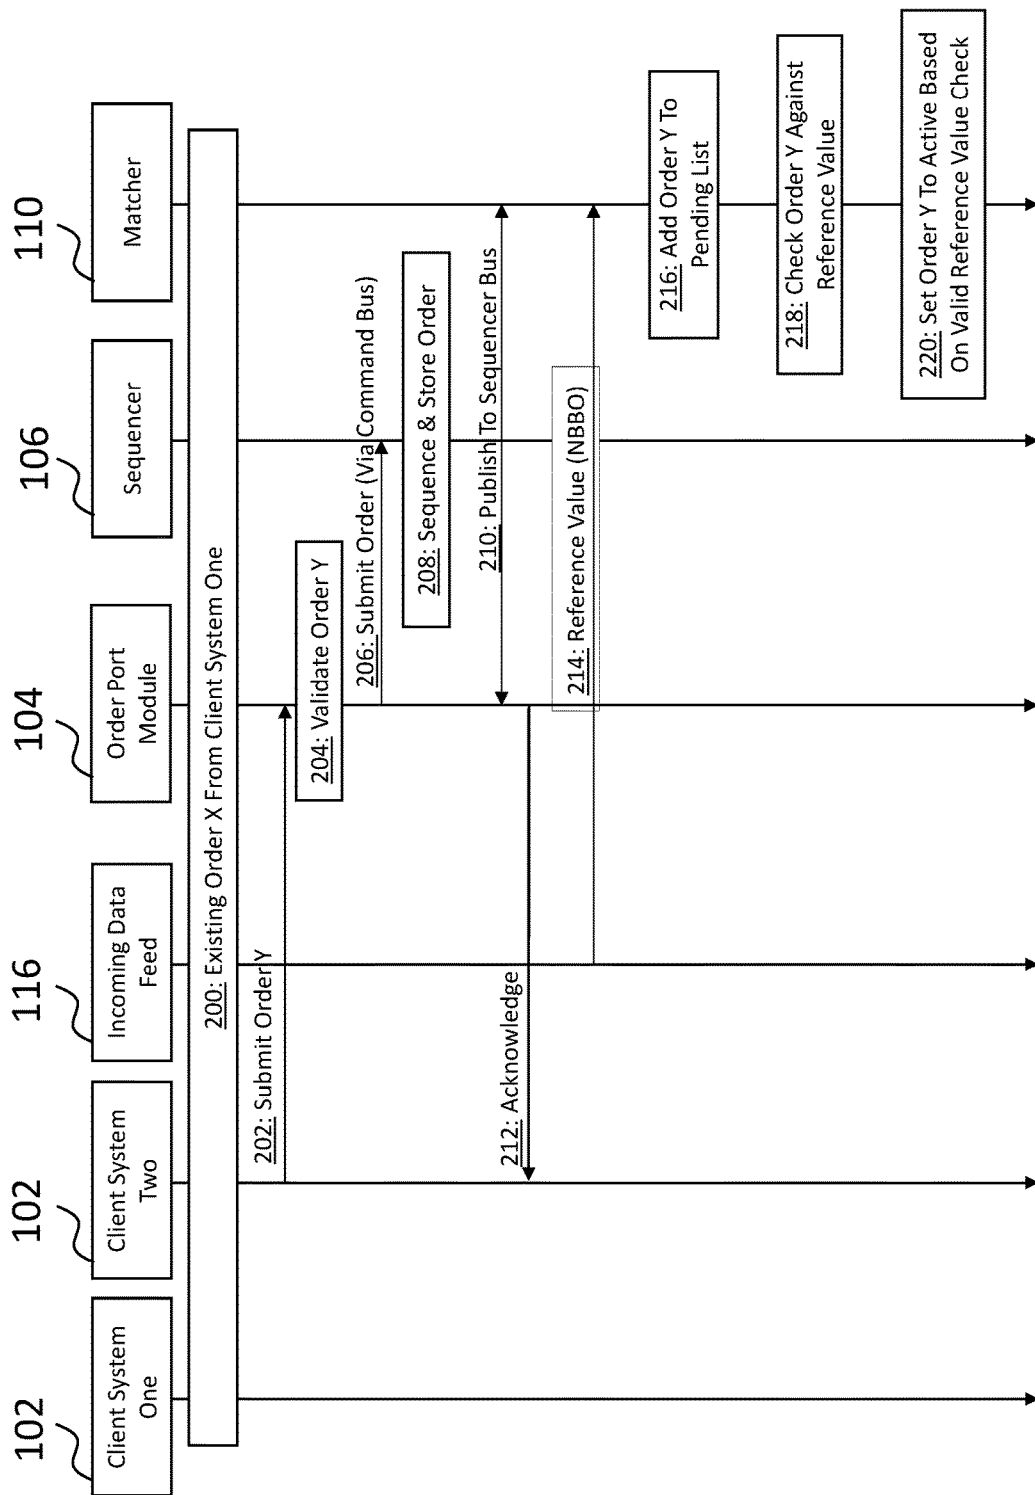 102
102
116
104
106
110
Client System
One
Client System
Two
Incoming Data
Feed
Order Port
Module
Sequencer
Matcher
200: Existing Order X From Client System One
202: Submit Order Y
204: Validate Order Y
206: Submit Order (Via Command Bus)
208: Sequence & Store Order
210: Publish To Sequencer Bus
212: Acknowledge
214: Reference Value (NBBO)
216: Add Order Y To
Pending List
218: Check Order Y Against
Reference Value
220: Set Order Y To Active Based
On Valid Reference Value Check